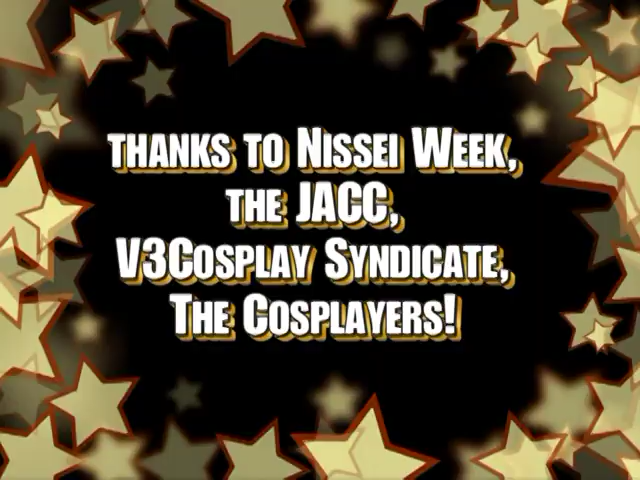 THANKS TO NISSEI WEEK,
THE JACC,
V3COSPLAY SYNDICATE,
THE COSPLAYERS!